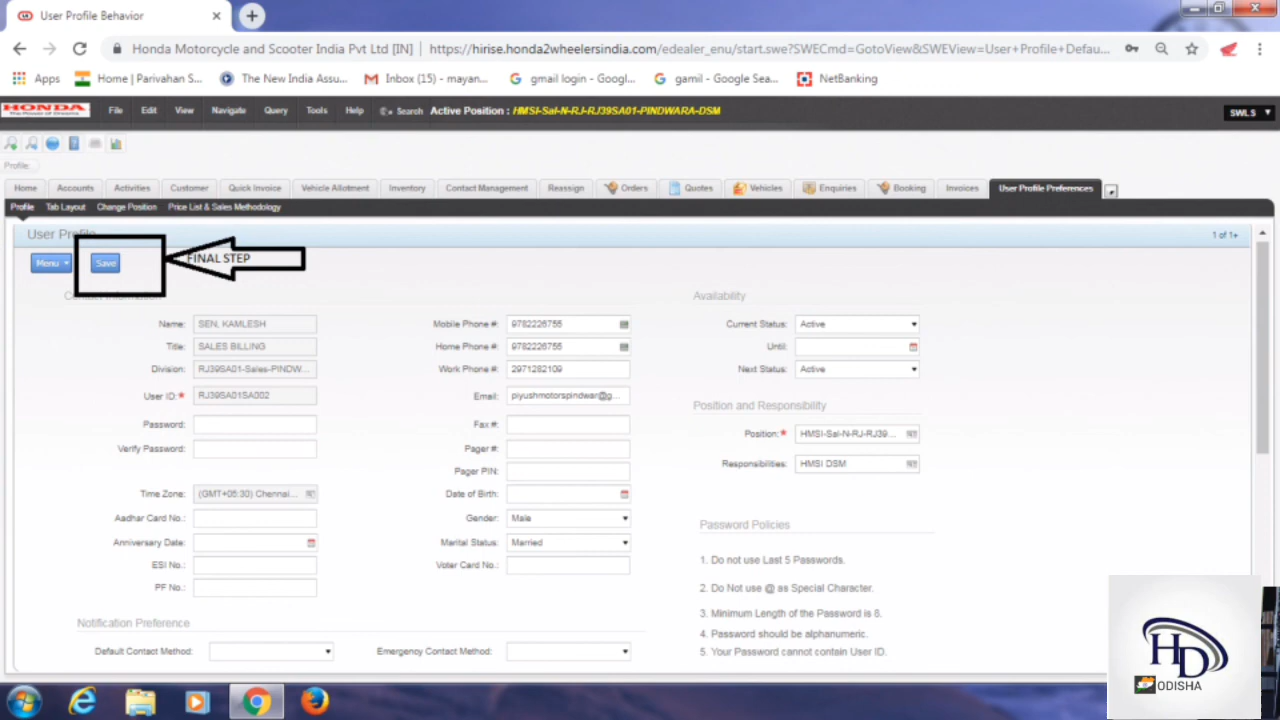 User Profile Behavior
Honda Motorcycle and Scooter India Pvt Ltd [IN] | https://hirise.honda2wheelersindia.com/edealer_enu/start.swe?SWECmd=GotoView&SWEView=User+Profile+Defau...
Apps Home | Parivahan S... The New India Assu... Inbox (15) - mayan... gmail login - Googl... gamil - Google Sea... NetBanking
HONDA
The Power of Dreams
File Edit View Navigate Query Tools Help Search Active Position : HMSI-Sal-N-RJ-RJ39SA01-PINDWARA-DSM SWLS
Profile:
Home Accounts Activities Customer Quick Invoice Vehicle Allotment Inventory Contact Management Reassign Orders Quotes Vehicles Enquiries Booking Invoices User Profile Preferences
Profile Tab Layout Change Position Price List & Sales Methodology
User Profile 1 of 1+
Menu Save FINAL STEP
Contact Information Availability
Name: SEN, KAMLESH Mobile Phone #: 9782226755 Current Status: Active
Title: SALES BILLING Home Phone #: 9782226755 Until:
Division: RJ39SA01-Sales-PINDW... Work Phone #: 2971282109 Next Status: Active
User ID:* RJ39SA01SA002 Email: piyushmotorspindwar@g...
Position and Responsibility
Password: Fax #:
Position:* HMSI-Sal-N-RJ-RJ39...
Verify Password: Pager #:
Responsibilities: HMSI DSM
Pager PIN:
Time Zone: (GMT+05:30) Chennai... Date of Birth:
Aadhar Card No.: Gender: Male
Password Policies
Anniversary Date: Marital Status: Married
1. Do not use Last 5 Passwords.
ESI No.: Voter Card No.:
PF No.: 2. Do Not use @ as Special Character.
3. Minimum Length of the Password is 8.
Notification Preference
4. Password should be alphanumeric.
Default Contact Method: Emergency Contact Method: 5. Your Password cannot contain User ID.
HD
ODISHA